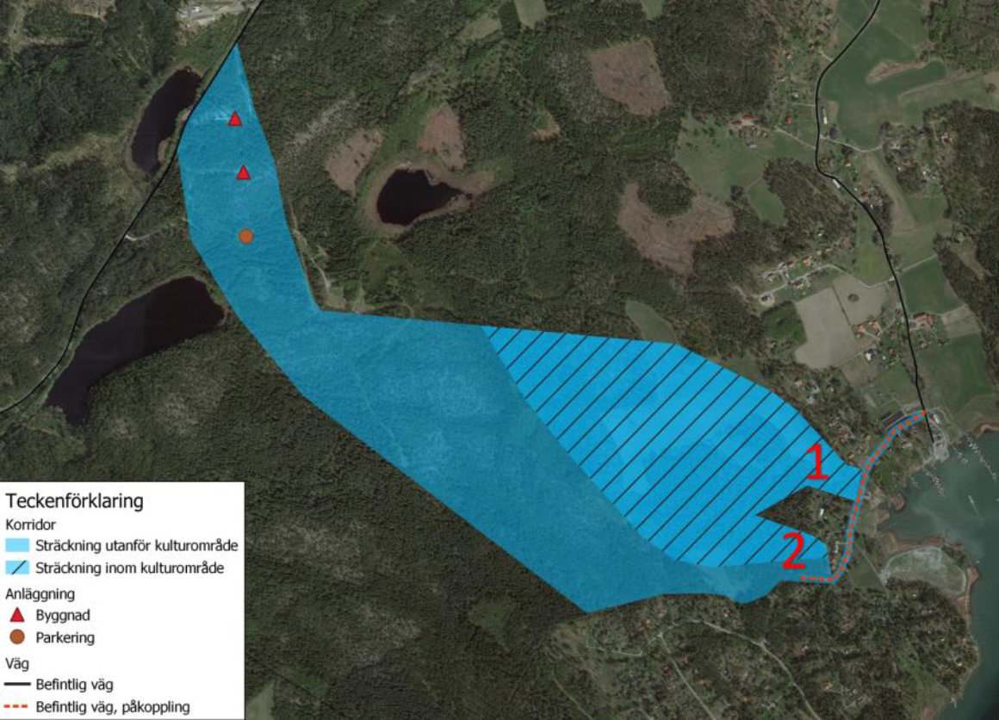 1
2
Teckenförklaring
Korridor
Sträckning utanför kulturområde
Sträckning inom kulturområde
Anläggning
Byggnad
Parkering
Väg
Befintlig väg
Befintlig väg, påkoppling